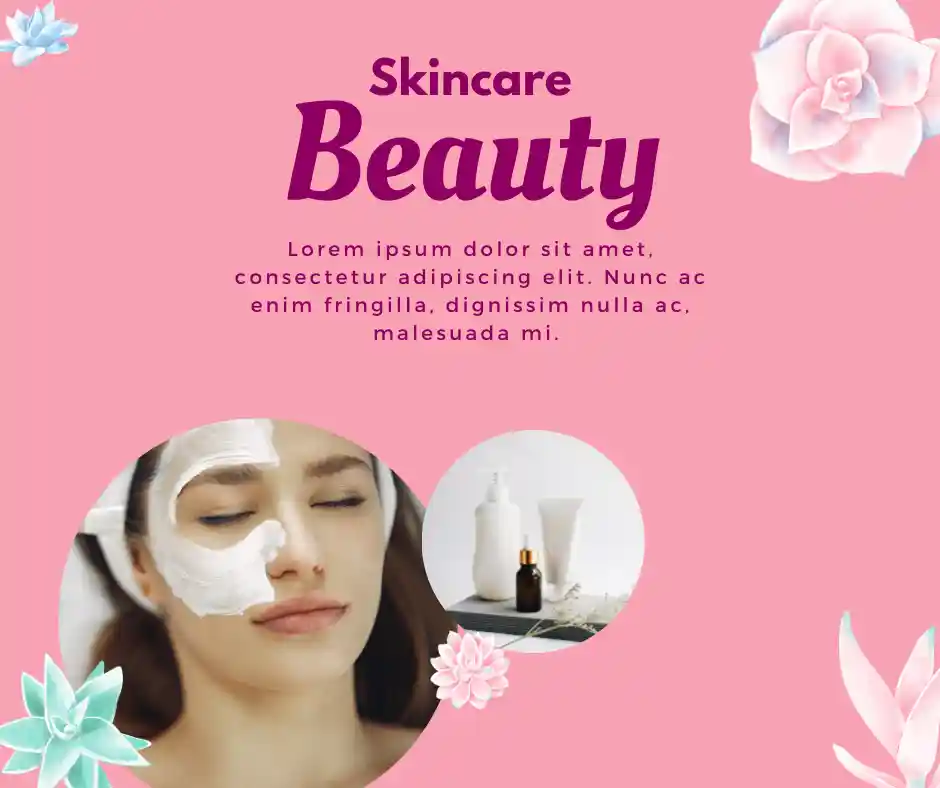 Skincare
Beauty
Lorem ipsum dolor sit amet,
consectetur adipiscing elit. Nunc ac
enim fringilla, dignissim nulla ac,
malesuada mi.